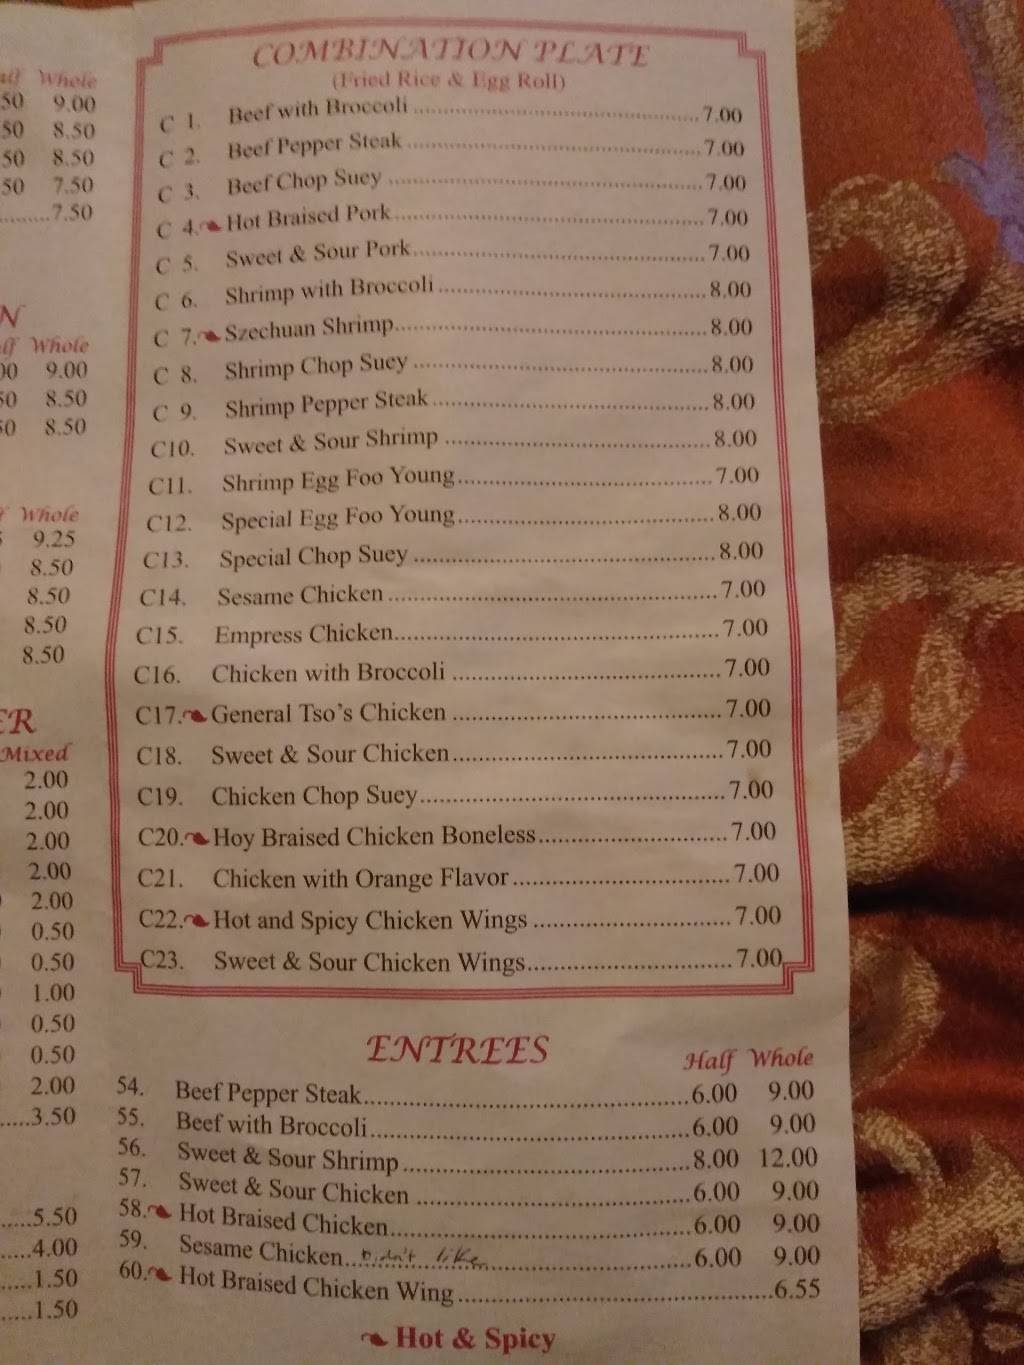 Whole
50 9.00
50 8.50
50 8.50
50 7.50
.........7.50
N
Whole
00 9.00
50 8.50
50 8.50
Whole
9.25
8.50
8.50
8.50
8.50
ER
Mixed
2.00
2.00
2.00
2.00
2.00
0.50
0.50
1.00
0.50
0.50
2.00
.....3.50
.....5.50
.....4.00
.....1.50
.....1.50
COMBINATION PLATE
(Fried Rice & Egg Roll)
C 1. Beef with Broccoli 7.00
C 2. Beef Pepper Steak 7.00
C 3. Beef Chop Suey 7.00
C 4. Hot Braised Pork 7.00
C 5. Sweet & Sour Pork 7.00
C 6. Shrimp with Broccoli 8.00
C 7. Szechuan Shrimp 8.00
C 8. Shrimp Chop Suey 8.00
C 9. Shrimp Pepper Steak 8.00
C10. Sweet & Sour Shrimp 8.00
C11. Shrimp Egg Foo Young 7.00
C12. Special Egg Foo Young 8.00
C13. Special Chop Suey 8.00
C14. Sesame Chicken 7.00
C15. Empress Chicken 7.00
C16. Chicken with Broccoli 7.00
C17. General Tso's Chicken 7.00
C18. Sweet & Sour Chicken 7.00
C19. Chicken Chop Suey 7.00
C20. Hoy Braised Chicken Boneless 7.00
C21. Chicken with Orange Flavor 7.00
C22. Hot and Spicy Chicken Wings 7.00
C23. Sweet & Sour Chicken Wings 7.00
ENTREES
Half Whole
54. Beef Pepper Steak 6.00 9.00
55. Beef with Broccoli 6.00 9.00
56. Sweet & Sour Shrimp 8.00 12.00
57. Sweet & Sour Chicken 6.00 9.00
58. Hot Braised Chicken 6.00 9.00
59. Sesame Chicken Didn't like 6.00 9.00
60. Hot Braised Chicken Wing 6.55
Hot & Spicy